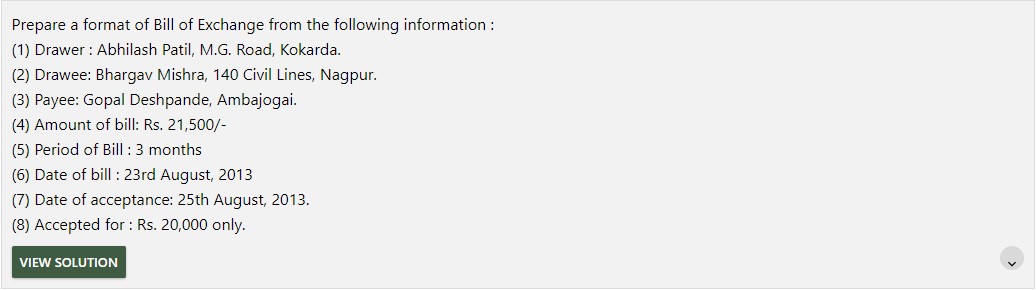 Prepare a format of Bill of Exchange from the following information :
(1) Drawer : Abhilash Patil, M.G. Road, Kokarda.
(2) Drawee: Bhargav Mishra, 140 Civil Lines, Nagpur.
(3) Payee: Gopal Deshpande, Ambajogai.
(4) Amount of bill: Rs. 21,500/-
(5) Period of Bill : 3 months
(6) Date of bill : 23rd August, 2013
(7) Date of acceptance: 25th August, 2013.
(8) Accepted for : Rs. 20,000 only.
VIEW SOLUTION